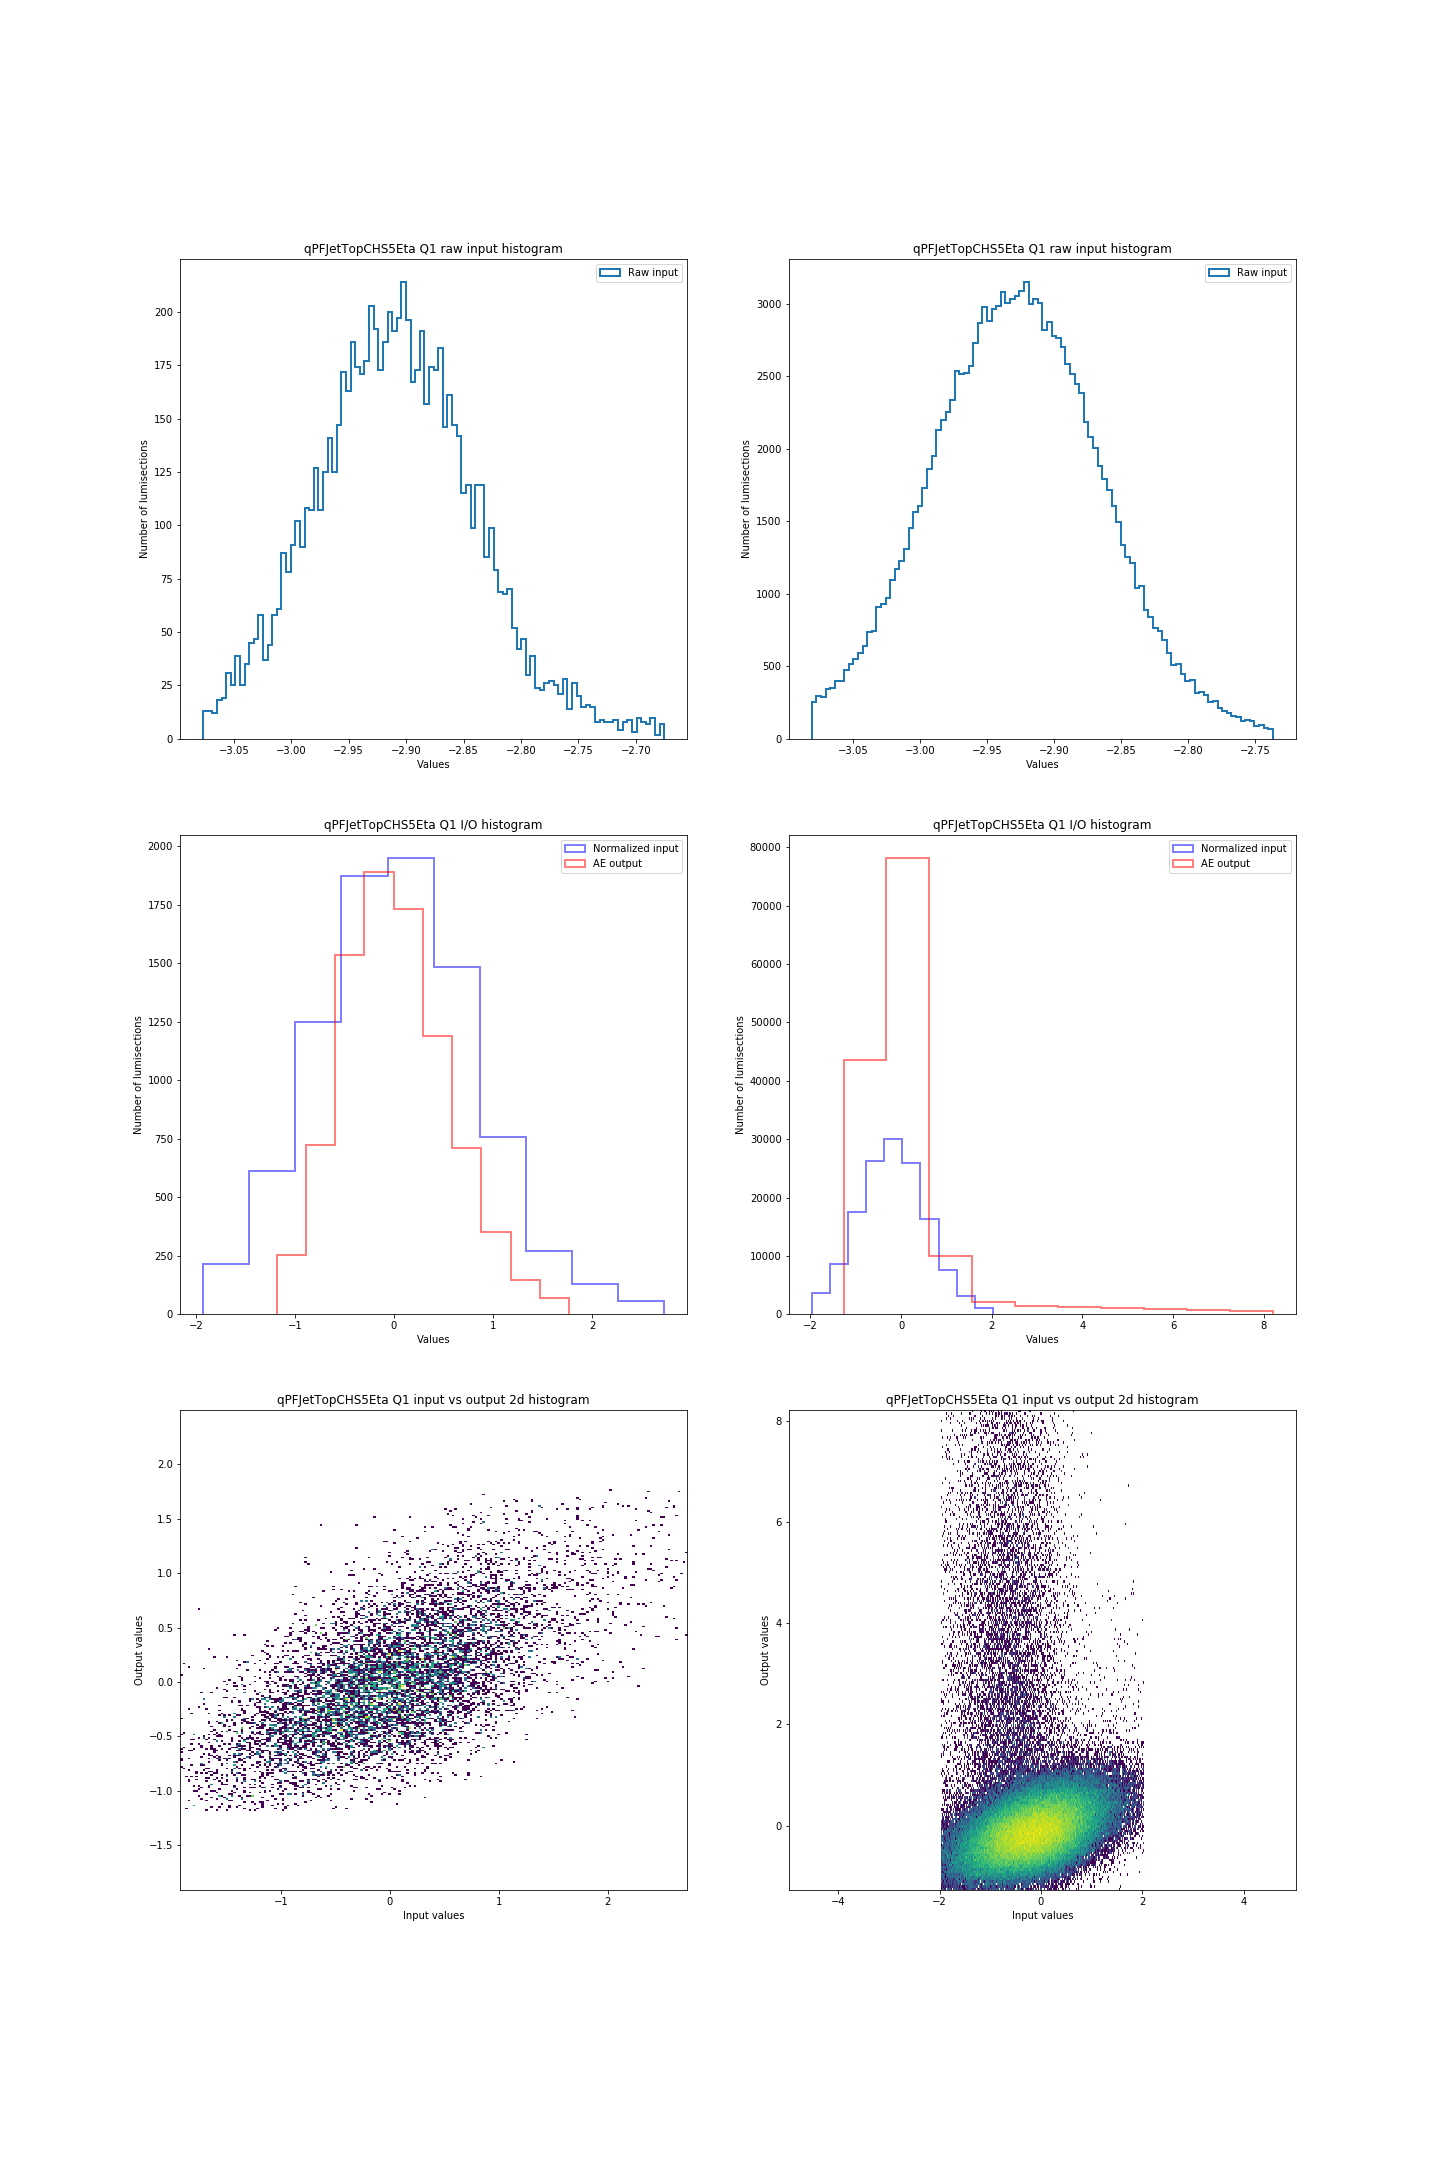 qPFJetTopCHS5Eta Q1 raw input histogram
Raw input
Number of lumisections
200
175
150
125
100
75
50
25
0
−3.05 −3.00 −2.95 −2.90 −2.85 −2.80 −2.75 −2.70
Values
qPFJetTopCHS5Eta Q1 raw input histogram
Raw input
Number of lumisections
3000
2500
2000
1500
1000
500
0
−3.05 −3.00 −2.95 −2.90 −2.85 −2.80 −2.75
Values
qPFJetTopCHS5Eta Q1 I/O histogram
Normalized input
AE output
Number of lumisections
2000
1750
1500
1250
1000
750
500
250
0
−2 −1 0 1 2
Values
qPFJetTopCHS5Eta Q1 I/O histogram
Normalized input
AE output
Number of lumisections
80000
70000
60000
50000
40000
30000
20000
10000
0
−2 0 2 4 6 8
Values
qPFJetTopCHS5Eta Q1 input vs output 2d histogram
Output values
2.0
1.5
1.0
0.5
0.0
−0.5
−1.0
−1.5
−1 0 1 2
Input values
qPFJetTopCHS5Eta Q1 input vs output 2d histogram
Output values
8
6
4
2
0
−4 −2 0 2 4
Input values